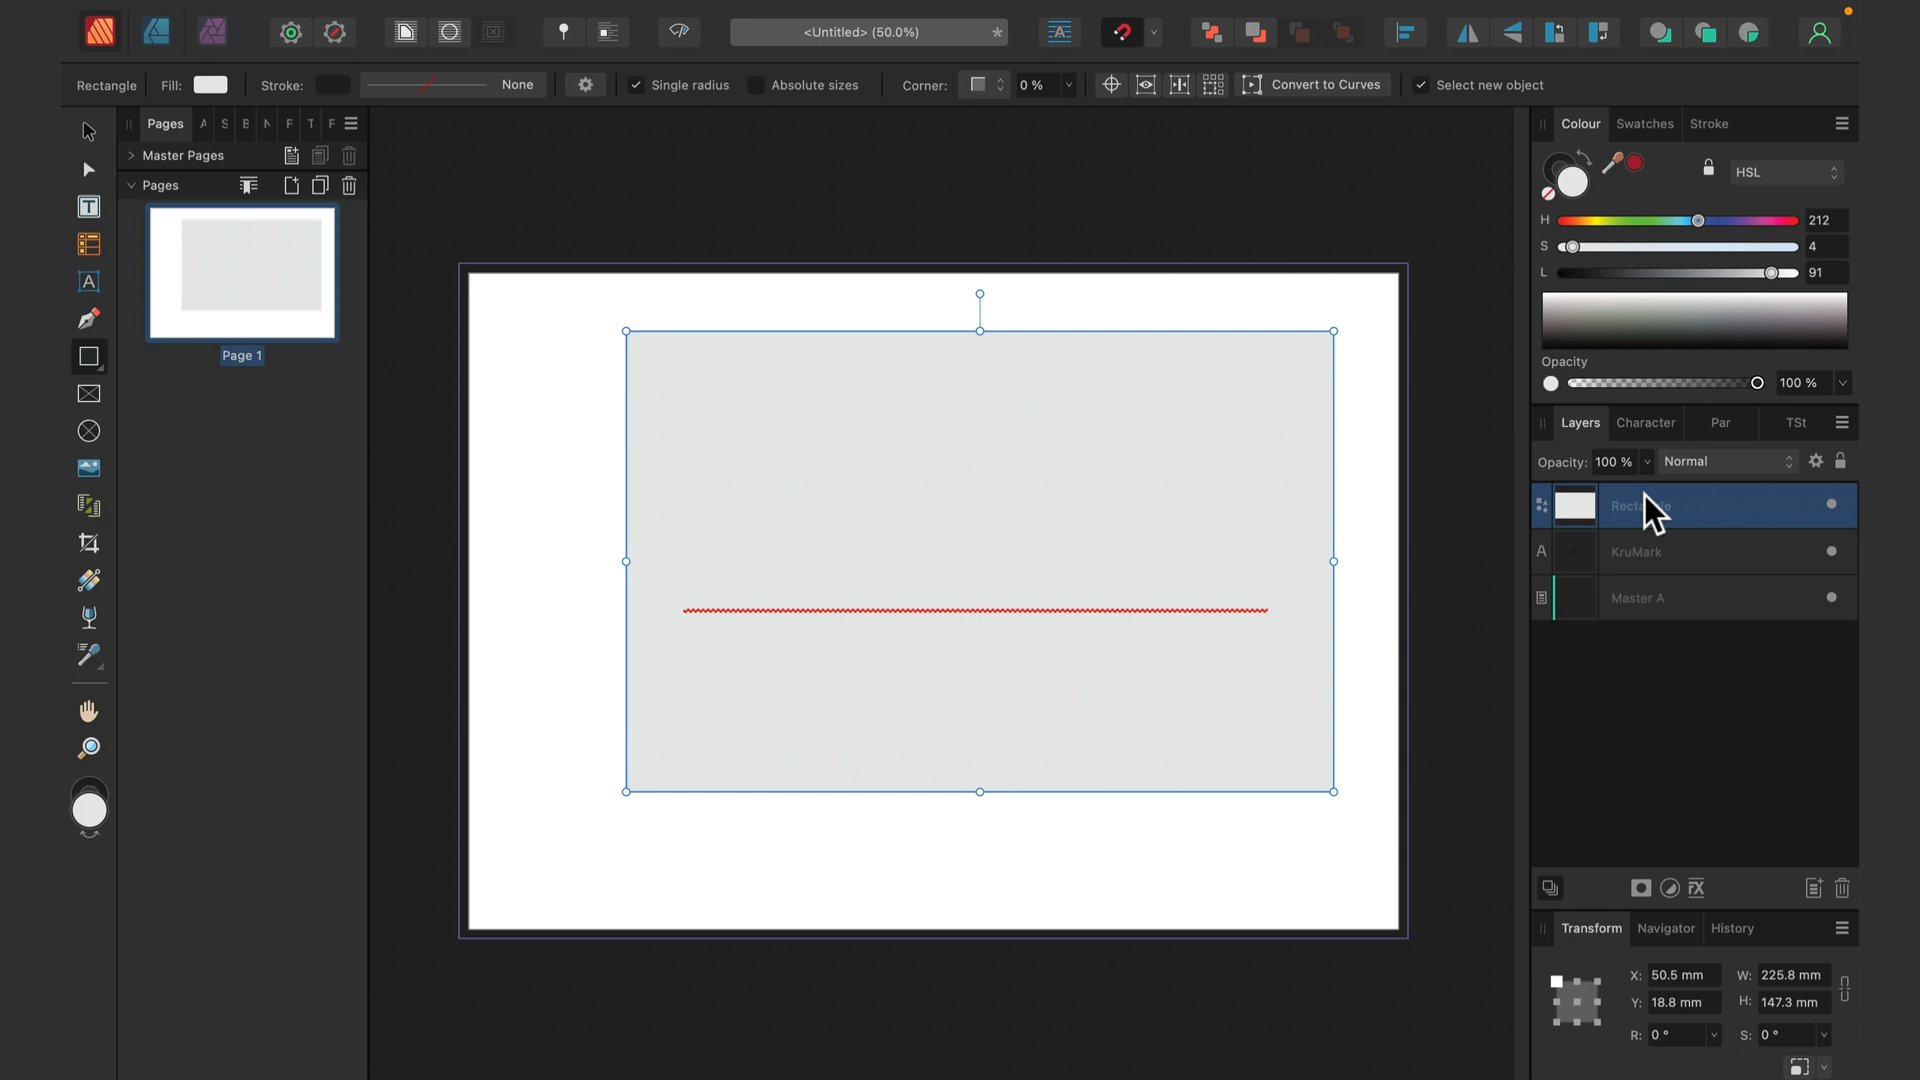 <Untitled> (50.0%)
*
Rectangle
Fill:
Stroke:
None
Single radius
Absolute sizes
Corner:
0 %
Convert to Curves
Select new object
Pages
A
S
B
N
F
T
F
Master Pages
Pages
Page 1
Colour
Swatches
Stroke
HSL
H
212
S
4
L
91
Opacity
100 %
Layers
Character
Par
TSt
Opacity:
100 %
Normal
KruMark
Master A
Transform
Navigator
History
X:
50.5 mm
W:
225.8 mm
Y:
18.8 mm
H:
147.3 mm
R:
0 °
S:
0 °